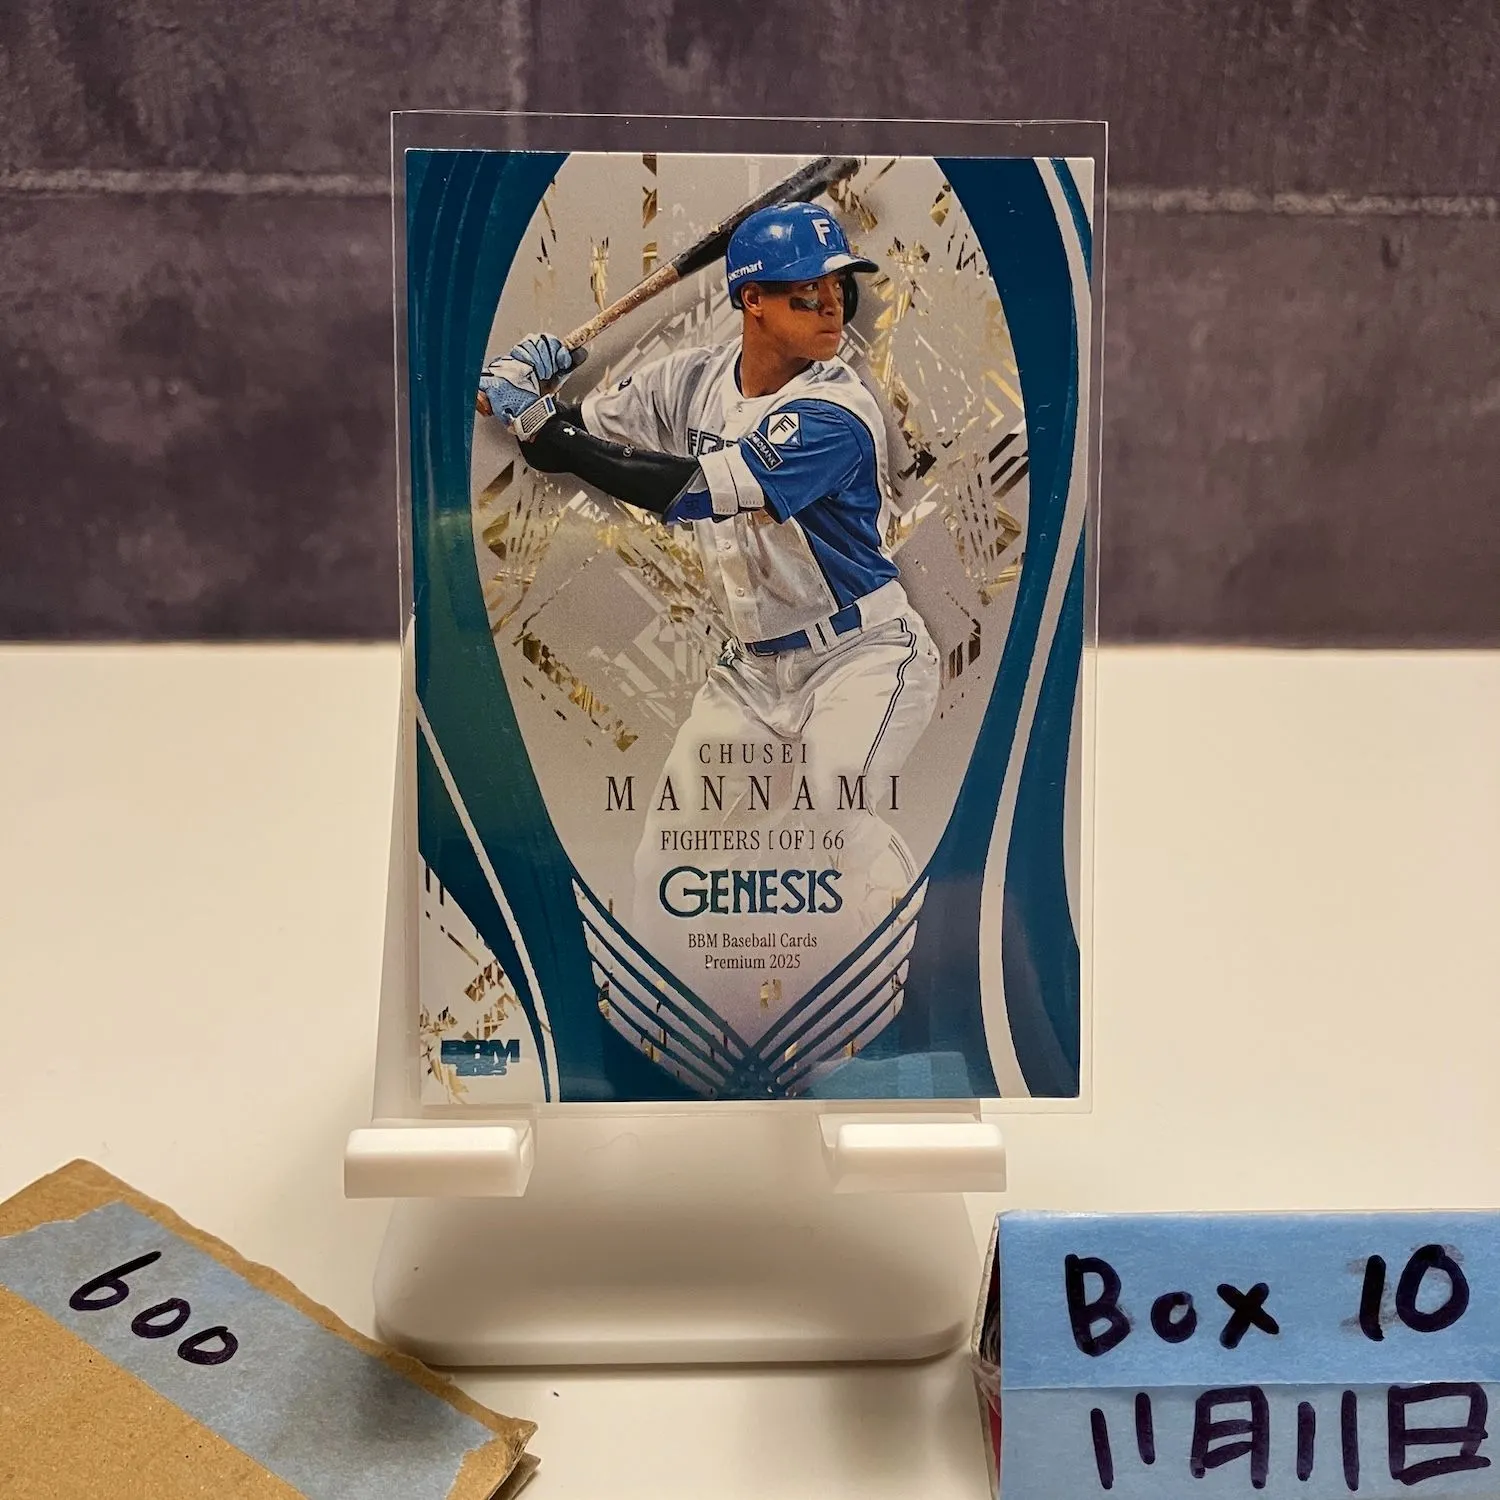 F
CHUSEI
MANNAMI
FIGHTERS [OF] 66
GENESIS
BBM Baseball Cards
Premium 2025
BBM
2025
600
Box 10
11月11日